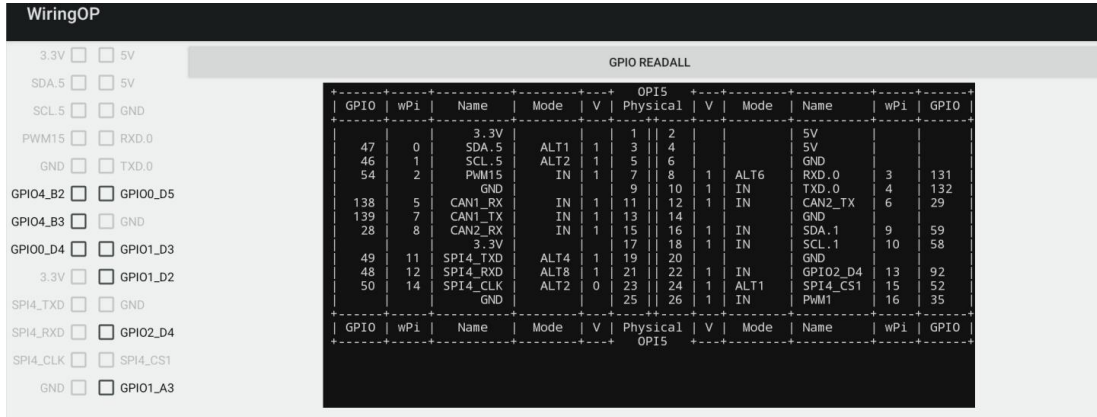 WiringOP
3.3V 5V
SDA.5 5V
SCL.5 GND
PWM15 RXD.0
GND TXD.0
GPIO4_B2 GPIO0_D5
GPIO4_B3 GND
GPIO0_D4 GPIO1_D3
3.3V GPIO1_D2
SPI4_TXD GND
SPI4_RXD GPIO2_D4
SPI4_CLK SPI4_CS1
GND GPIO1_A3
GPIO READALL
+------+-----+----------+--------+---+   OPI5   +---+--------+----------+-----+------+
| GPIO | wPi |   Name   |  Mode  | V | Physical | V |  Mode  | Name     | wPi | GPIO |
+------+-----+----------+--------+---+----++----+---+--------+----------+-----+------+
|      |     |     3.3V |        |   |  1 || 2  |   |        | 5V       |     |      |
|   47 |   0 |    SDA.5 |   ALT1 | 1 |  3 || 4  |   |        | 5V       |     |      |
|   46 |   1 |    SCL.5 |   ALT2 | 1 |  5 || 6  |   |        | GND      |     |      |
|   54 |   2 |    PWM15 |     IN | 1 |  7 || 8  | 1 | ALT6   | RXD.0    | 3   | 131  |
|      |     |      GND |        |   |  9 || 10 | 1 | IN     | TXD.0    | 4   | 132  |
|  138 |   5 |  CAN1_RX |     IN | 1 | 11 || 12 | 1 | IN     | CAN2_TX  | 6   | 29   |
|  139 |   7 |  CAN1_TX |     IN | 1 | 13 || 14 |   |        | GND      |     |      |
|   28 |   8 |  CAN2_RX |     IN | 1 | 15 || 16 | 1 | IN     | SDA.1    | 9   | 59   |
|      |     |     3.3V |        |   | 17 || 18 | 1 | IN     | SCL.1    | 10  | 58   |
|   49 |  11 | SPI4_TXD |   ALT4 | 1 | 19 || 20 |   |        | GND      |     |      |
|   48 |  12 | SPI4_RXD |   ALT8 | 1 | 21 || 22 | 1 | IN     | GPIO2_D4 | 13  | 92   |
|   50 |  14 | SPI4_CLK |   ALT2 | 0 | 23 || 24 | 1 | ALT1   | SPI4_CS1 | 15  | 52   |
|      |     |      GND |        |   | 25 || 26 | 1 | IN     | PWM1     | 16  | 35   |
+------+-----+----------+--------+---+----++----+---+--------+----------+-----+------+
| GPIO | wPi |   Name   |  Mode  | V | Physical | V |  Mode  | Name     | wPi | GPIO |
+------+-----+----------+--------+---+   OPI5   +---+--------+----------+-----+------+